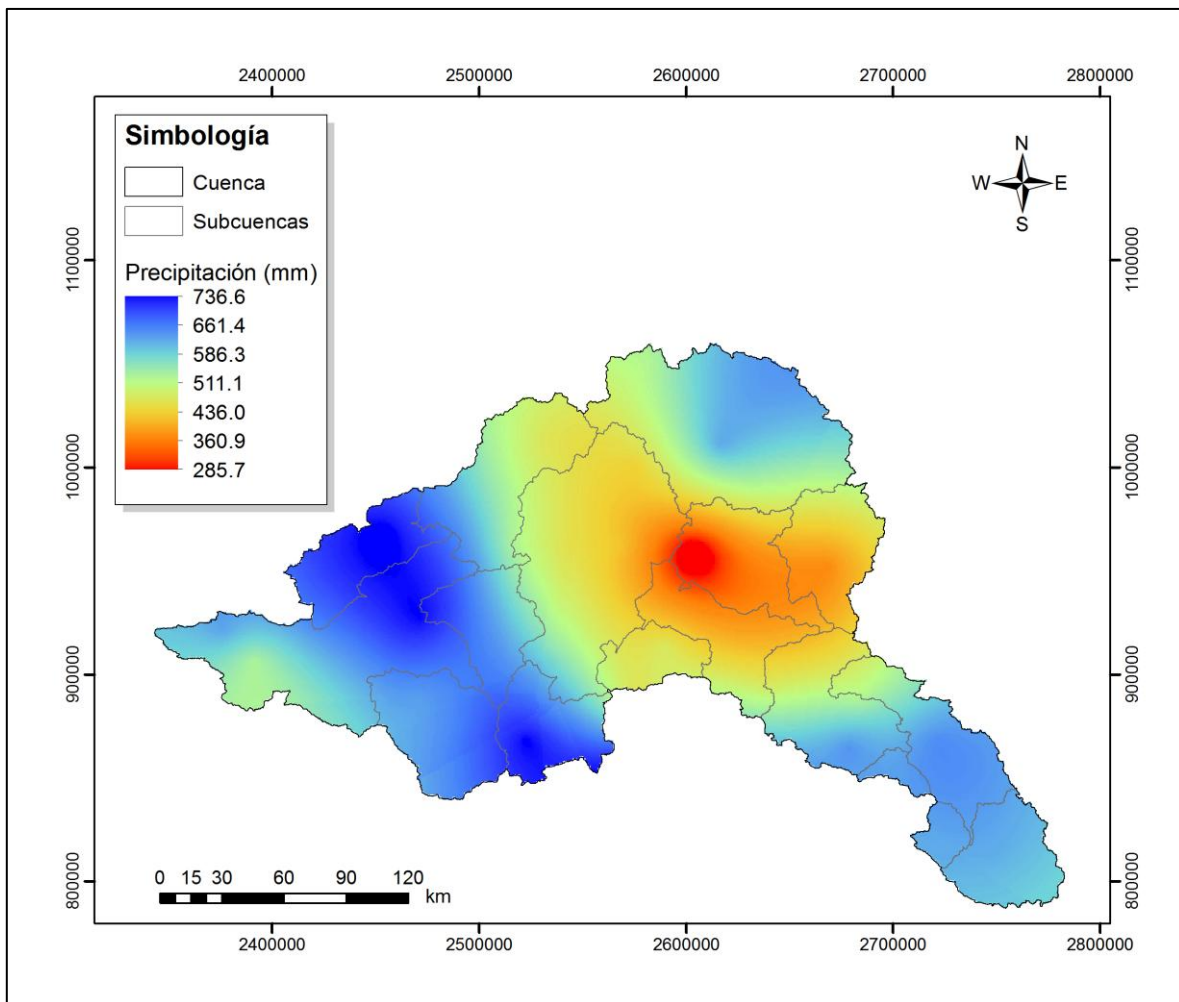 2400000 2500000 2600000 2700000 2800000
Simbología
Cuenca
Subcuencas
Precipitación (mm)
736.6
661.4
586.3
511.1
436.0
360.9
285.7
N
W E
S
1100000 1100000
1000000 1000000
900000 900000
800000 800000
0 15 30 60 90 120
km
2400000 2500000 2600000 2700000 2800000